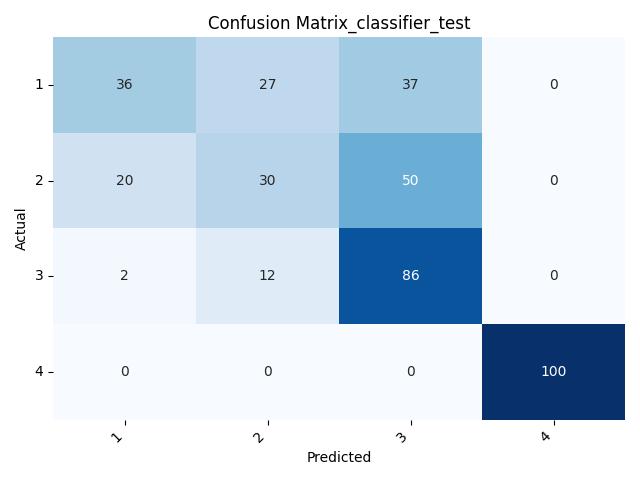 Confusion Matrix_classifier_test
Actual
1 36 27 37 0
2 20 30 50 0
3 2 12 86 0
4 0 0 0 100
1 2 3 4
Predicted